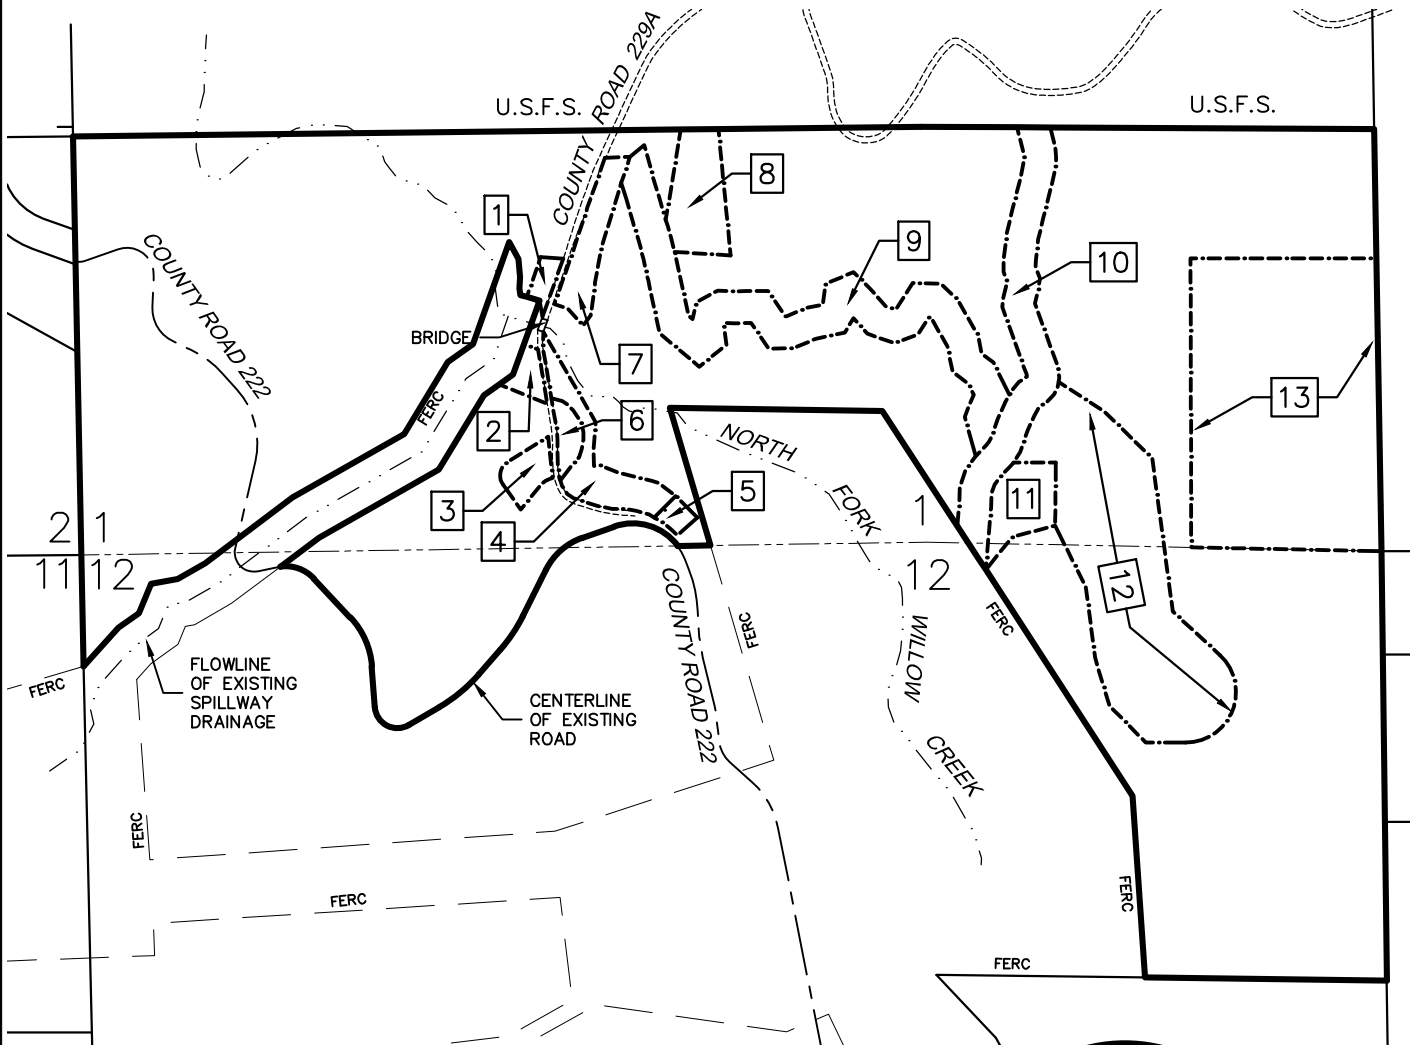 U.S.F.S.
U.S.F.S.
COUNTY ROAD 229A
8
1
9
COUNTY ROAD 222
10
BRIDGE
7
13
FERC
2
6
NORTH
3
5
11
FORK
4
2 1
1
11 12
12
12
COUNTY ROAD 222
FERC
FERC
WILLOW
FERC
FLOWLINE
OF EXISTING
SPILLWAY
DRAINAGE
CENTERLINE
OF EXISTING
ROAD
CREEK
FERC
FERC
FERC
FERC